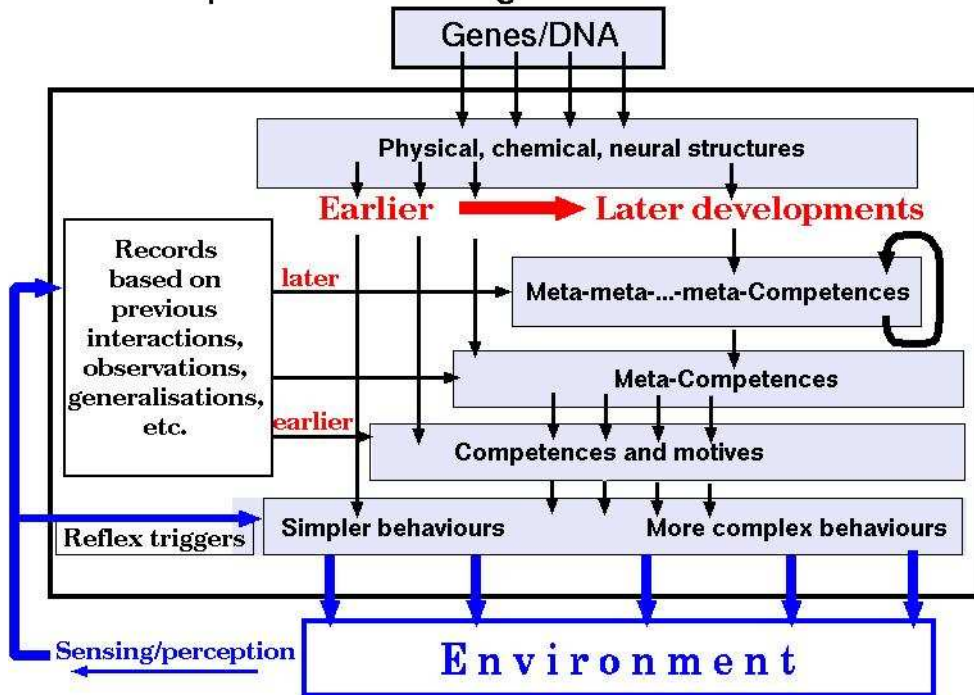 Genes/DNA
Physical, chemical, neural structures
Earlier
Later developments
Records
based on
previous
interactions,
observations,
generalisations,
etc.
later
Meta-meta-...-meta-Competences
Meta-Competences
earlier
Competences and motives
Reflex triggers
Simpler behaviours
More complex behaviours
Sensing/perception
Environment